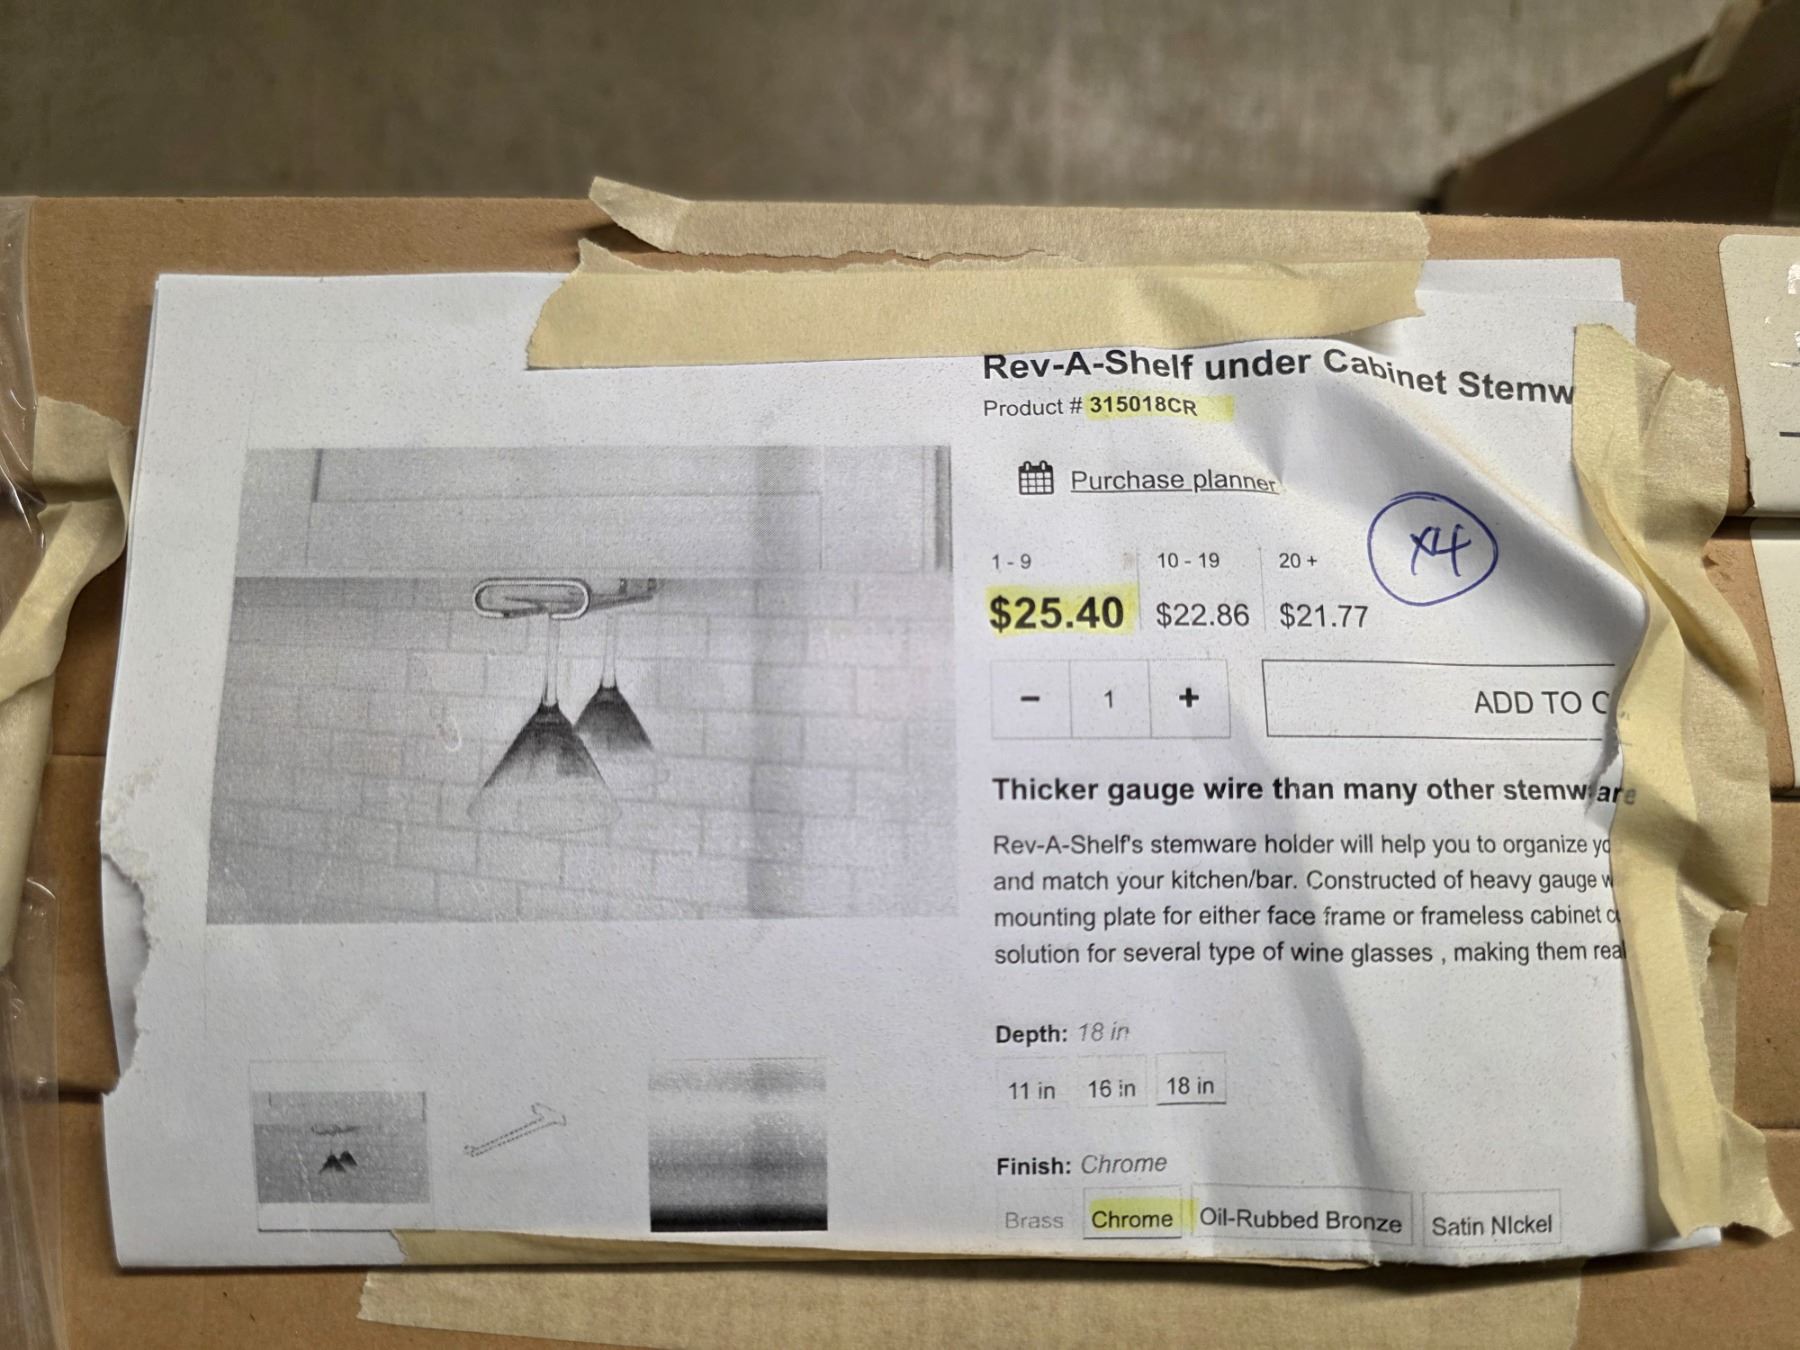 Rev-A-Shelf under Cabinet Stemw
Product # 315018CR
Purchase planner
x4
1 - 9 10 - 19 20 +
$25.40 $22.86 $21.77
- 1 +
ADD TO C
Thicker gauge wire than many other stemware
Rev-A-Shelf's stemware holder will help you to organize yo
and match your kitchen/bar. Constructed of heavy gauge w
mounting plate for either face frame or frameless cabinet c
solution for several type of wine glasses , making them real
Depth: 18 in
11 in 16 in 18 in
Finish: Chrome
Brass Chrome Oil-Rubbed Bronze Satin NIckel